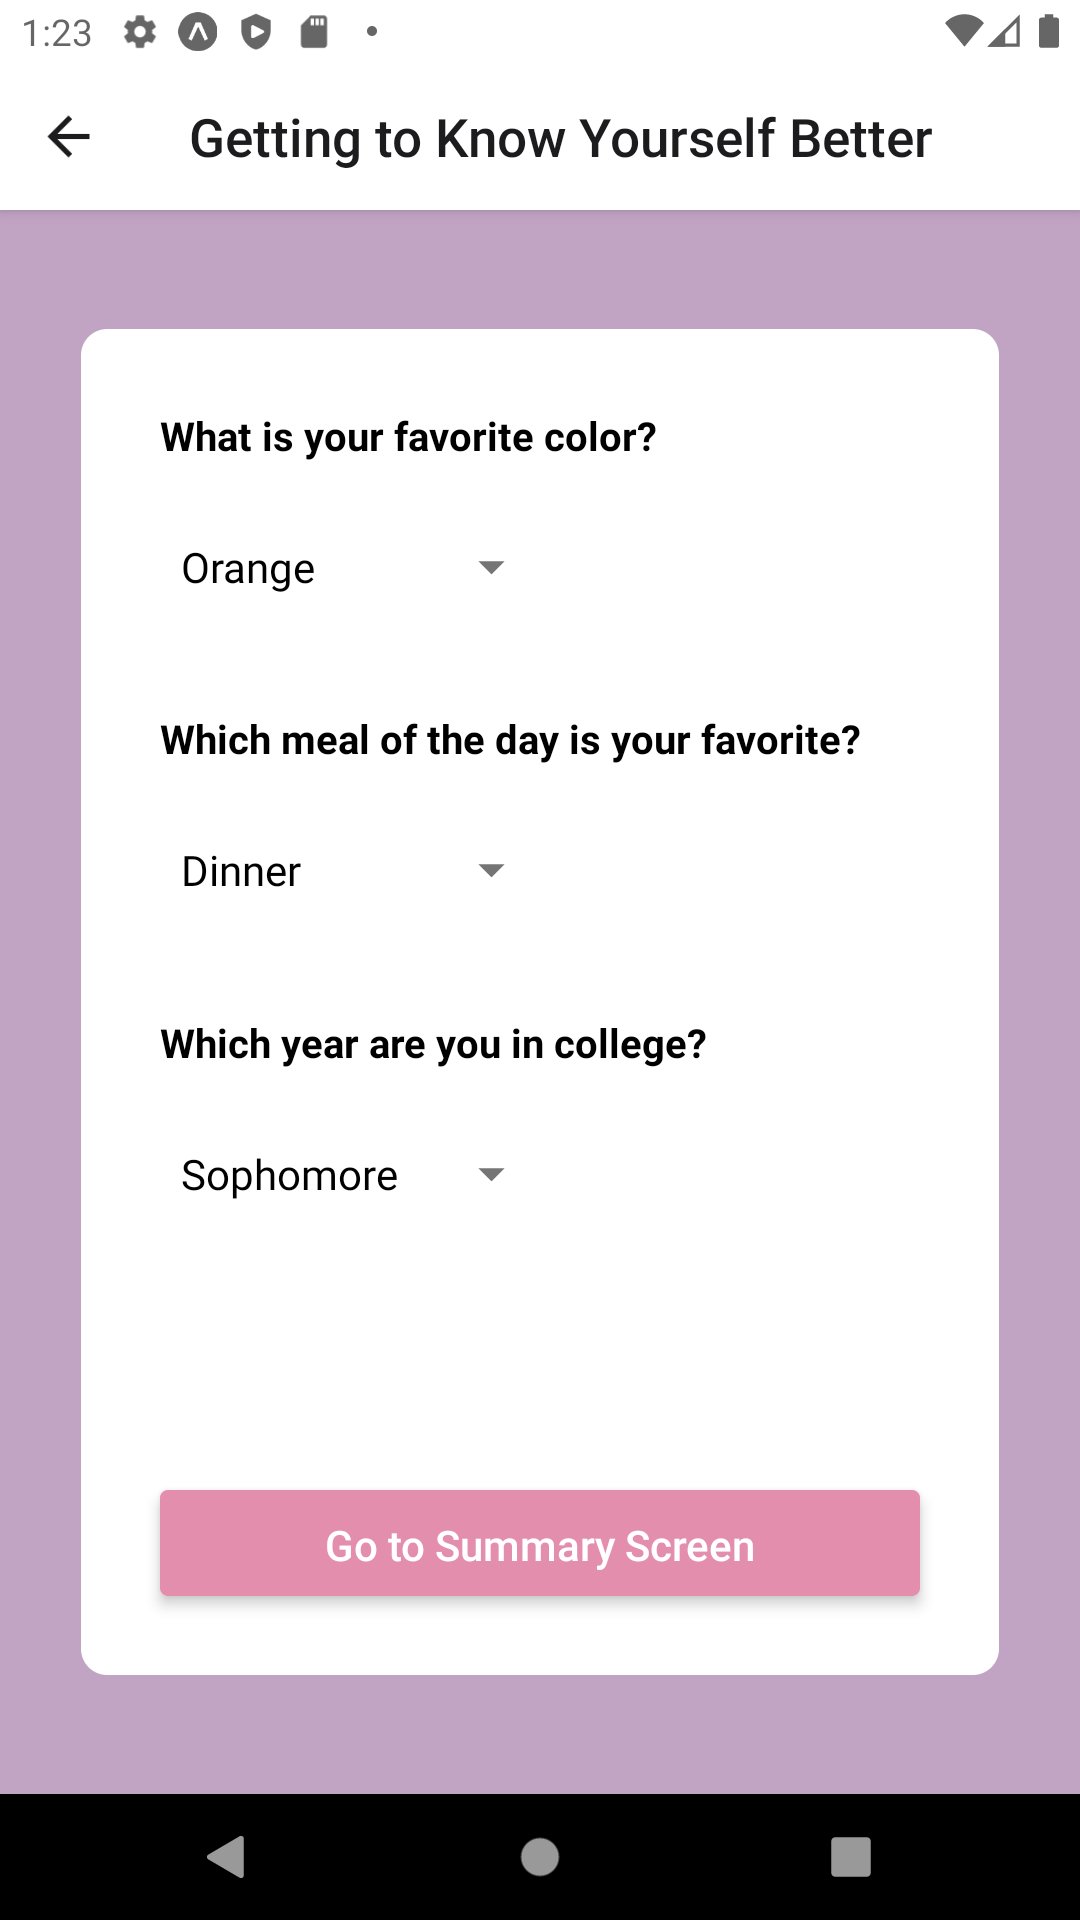 1:23
Getting to Know Yourself Better
What is your favorite color?
Orange
Which meal of the day is your favorite?
Dinner
Which year are you in college?
Sophomore
Go to Summary Screen